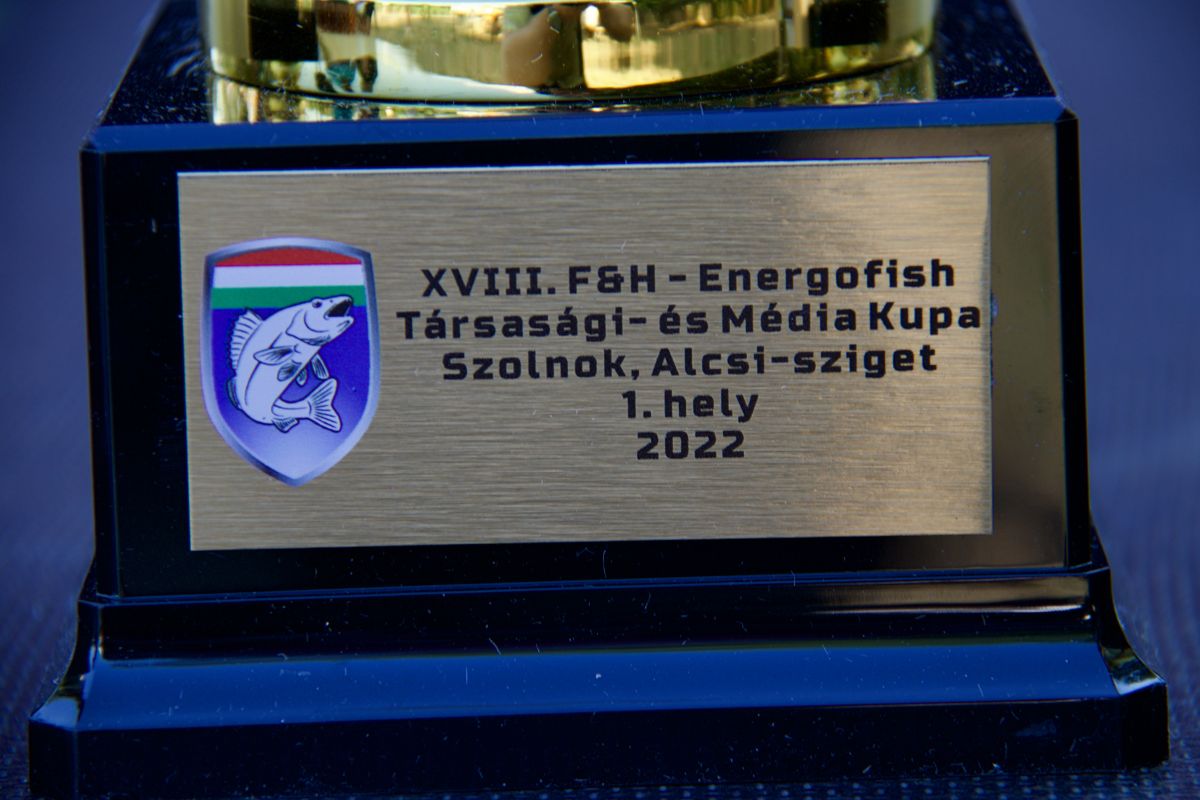 XVIII. F&H - Energofish
Társasági- és Média Kupa
Szolnok, Alcsi-sziget
1. hely
2022